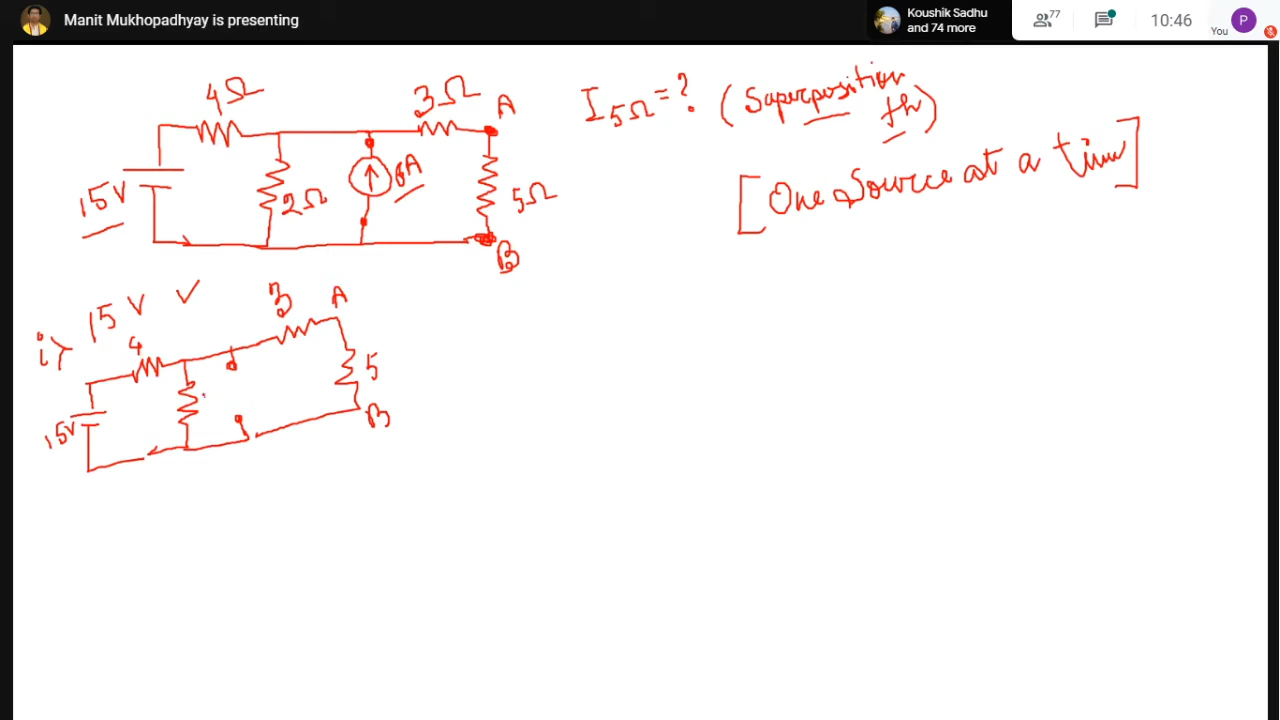 Manit Mukhopadhyay is presenting
Koushik Sadhu
and 74 more
77
10:46
You
P
4Ω
3Ω
A
I5Ω=? (Superposition
th)
[One Source at a time]
15V
2Ω
6A
5Ω
B
i> 15 V ✓
4
3
A
15V
5
B